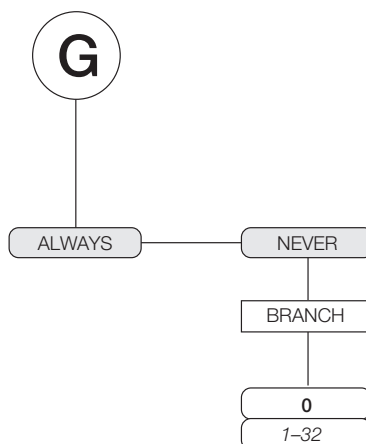 G
ALWAYS
NEVER
BRANCH
0
1–32